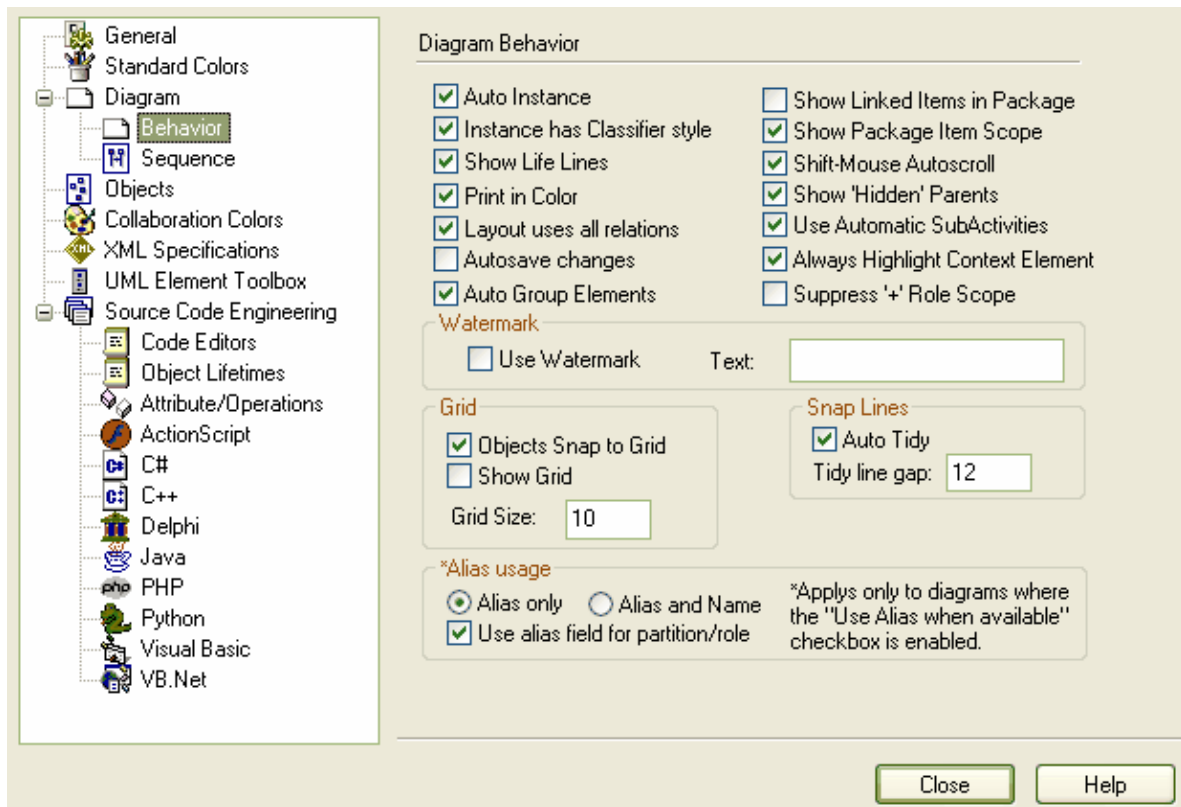 General
Standard Colors
Diagram
Behavior
Sequence
Objects
Collaboration Colors
XML Specifications
UML Element Toolbox
Source Code Engineering
Code Editors
Object Lifetimes
Attribute/Operations
ActionScript
C#
C++
Delphi
Java
PHP
Python
Visual Basic
VB.Net
Diagram Behavior
Auto Instance
Instance has Classifier style
Show Life Lines
Print in Color
Layout uses all relations
Autosave changes
Auto Group Elements
Show Linked Items in Package
Show Package Item Scope
Shift-Mouse Autoscroll
Show 'Hidden' Parents
Use Automatic SubActivities
Always Highlight Context Element
Suppress '+' Role Scope
Watermark
Use Watermark Text:
Grid
Objects Snap to Grid
Show Grid
Grid Size: 10
Snap Lines
Auto Tidy
Tidy line gap: 12
*Alias usage
Alias only Alias and Name
Use alias field for partition/role
*Applys only to diagrams where
the "Use Alias when available"
checkbox is enabled.
Close Help